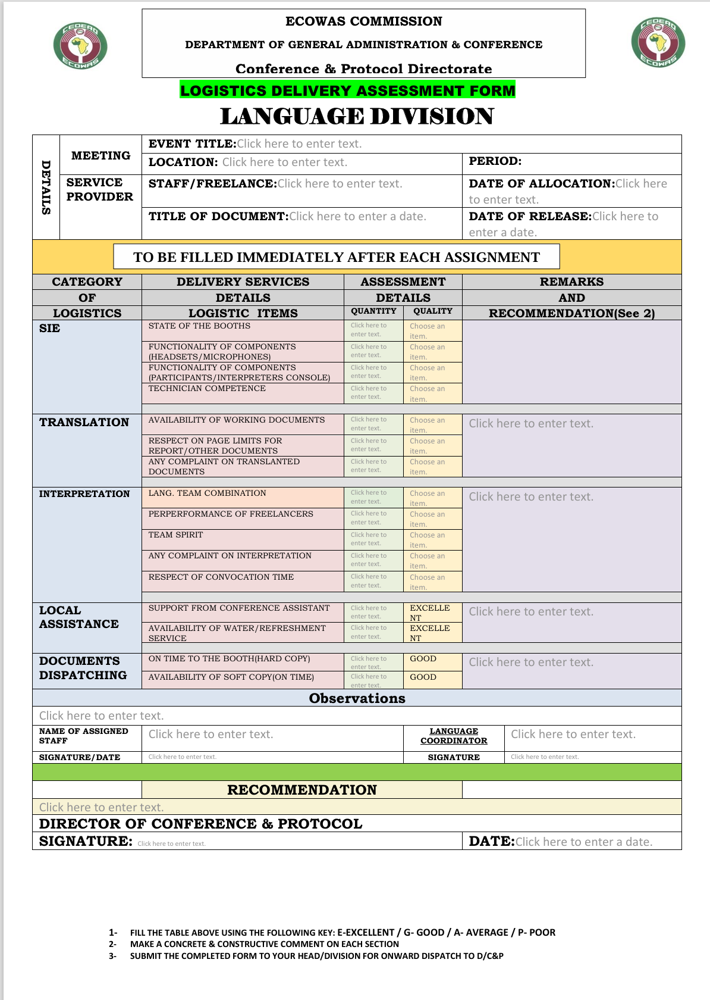 CEDEAO
ECOWAS
ECOWAS COMMISSION
DEPARTMENT OF GENERAL ADMINISTRATION & CONFERENCE
Conference & Protocol Directorate
CEDEAO
ECOWAS
LOGISTICS DELIVERY ASSESSMENT FORM
LANGUAGE DIVISION
DETAILS
MEETING
EVENT TITLE:Click here to enter text.
LOCATION: Click here to enter text.
PERIOD:
SERVICE
PROVIDER
STAFF/FREELANCE:Click here to enter text.
DATE OF ALLOCATION:Click here
to enter text.
TITLE OF DOCUMENT:Click here to enter a date.
DATE OF RELEASE:Click here to
enter a date.
TO BE FILLED IMMEDIATELY AFTER EACH ASSIGNMENT
CATEGORY
DELIVERY SERVICES
ASSESSMENT
REMARKS
OF
DETAILS
DETAILS
AND
LOGISTICS
LOGISTIC ITEMS
QUANTITY
QUALITY
RECOMMENDATION(See 2)
SIE
STATE OF THE BOOTHS
Click here to
enter text.
Choose an
item.
FUNCTIONALITY OF COMPONENTS
(HEADSETS/MICROPHONES)
Click here to
enter text.
Choose an
item.
FUNCTIONALITY OF COMPONENTS
(PARTICIPANTS/INTERPRETERS CONSOLE)
Click here to
enter text.
Choose an
item.
TECHNICIAN COMPETENCE
Click here to
enter text.
Choose an
item.
TRANSLATION
AVAILABILITY OF WORKING DOCUMENTS
Click here to
enter text.
Choose an
item.
Click here to enter text.
RESPECT ON PAGE LIMITS FOR
REPORT/OTHER DOCUMENTS
Click here to
enter text.
Choose an
item.
ANY COMPLAINT ON TRANSLANTED
DOCUMENTS
Click here to
enter text.
Choose an
item.
INTERPRETATION
LANG. TEAM COMBINATION
Click here to
enter text.
Choose an
item.
Click here to enter text.
PERPERFORMANCE OF FREELANCERS
Click here to
enter text.
Choose an
item.
TEAM SPIRIT
Click here to
enter text.
Choose an
item.
ANY COMPLAINT ON INTERPRETATION
Click here to
enter text.
Choose an
item.
RESPECT OF CONVOCATION TIME
Click here to
enter text.
Choose an
item.
LOCAL
ASSISTANCE
SUPPORT FROM CONFERENCE ASSISTANT
Click here to
enter text.
EXCELLE
NT
Click here to enter text.
AVAILABILITY OF WATER/REFRESHMENT
SERVICE
Click here to
enter text.
EXCELLE
NT
DOCUMENTS
DISPATCHING
ON TIME TO THE BOOTH(HARD COPY)
Click here to
enter text.
GOOD
Click here to enter text.
AVAILABILITY OF SOFT COPY(ON TIME)
Click here to
enter text.
GOOD
Observations
Click here to enter text.
NAME OF ASSIGNED
STAFF
Click here to enter text.
LANGUAGE
COORDINATOR
Click here to enter text.
SIGNATURE/DATE
Click here to enter text.
SIGNATURE
Click here to enter text.
RECOMMENDATION
Click here to enter text.
DIRECTOR OF CONFERENCE & PROTOCOL
SIGNATURE: Click here to enter text.
DATE:Click here to enter a date.
1- FILL THE TABLE ABOVE USING THE FOLLOWING KEY: E-EXCELLENT / G- GOOD / A- AVERAGE / P- POOR
2- MAKE A CONCRETE & CONSTRUCTIVE COMMENT ON EACH SECTION
3- SUBMIT THE COMPLETED FORM TO YOUR HEAD/DIVISION FOR ONWARD DISPATCH TO D/C&P